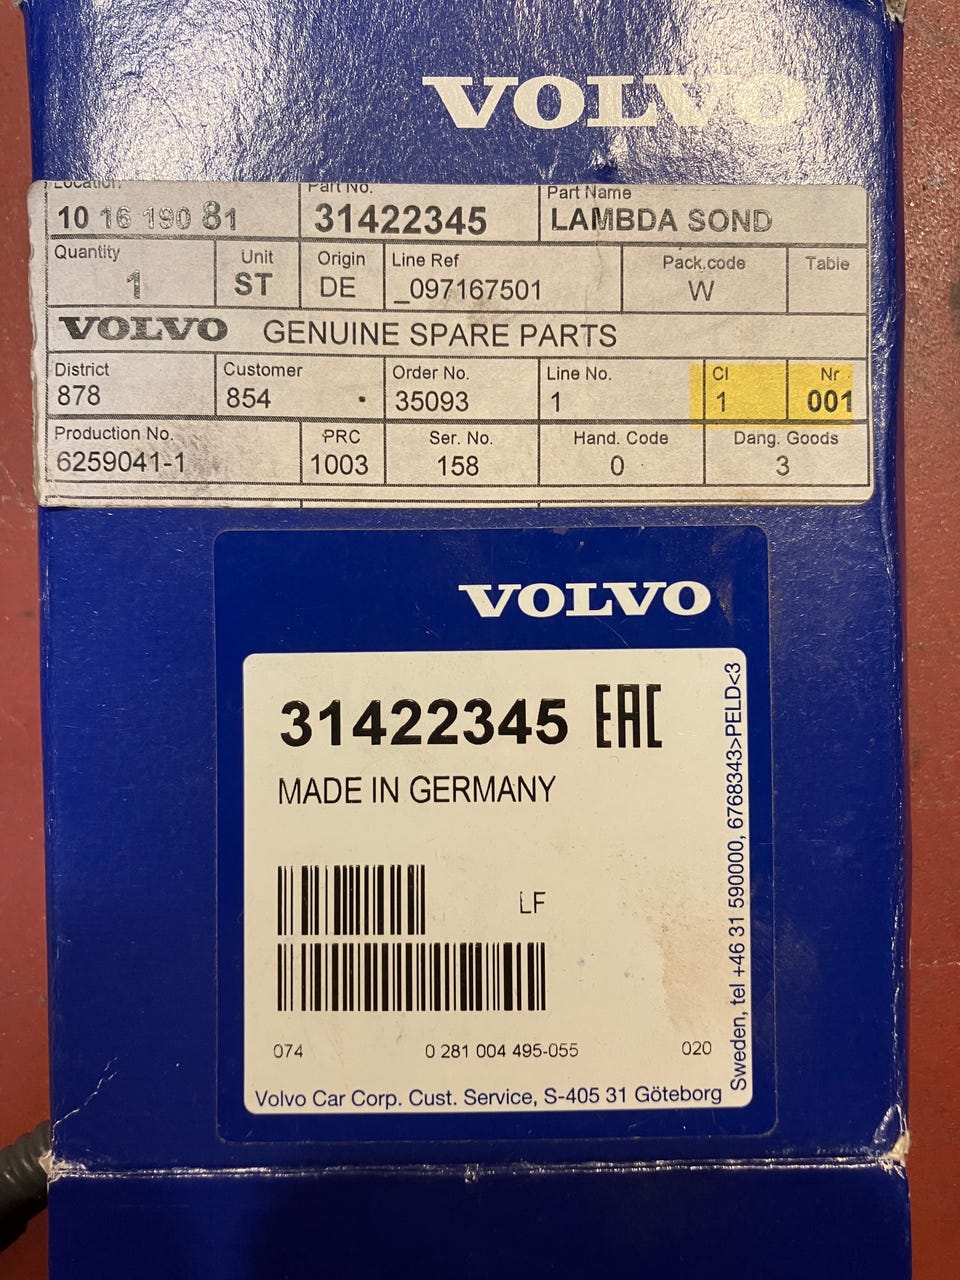 VOLVO
Location: Part No. Part Name
10 16 190 81 31422345 LAMBDA SOND
Quantity Unit Origin Line Ref Pack.code Table
1 ST DE _097167501 W
VOLVO GENUINE SPARE PARTS
District Customer Order No. Line No. Cl Nr
878 854 35093 1 1 001
Production No. PRC Ser. No. Hand. Code Dang. Goods
6259041-1 1003 158 0 3
VOLVO
31422345 EAC
MADE IN GERMANY
LF
074 0 281 004 495-055 020
Volvo Car Corp. Cust. Service, S-405 31 Göteborg
Sweden, tel +46 31 590000, 6768343>PELD<3